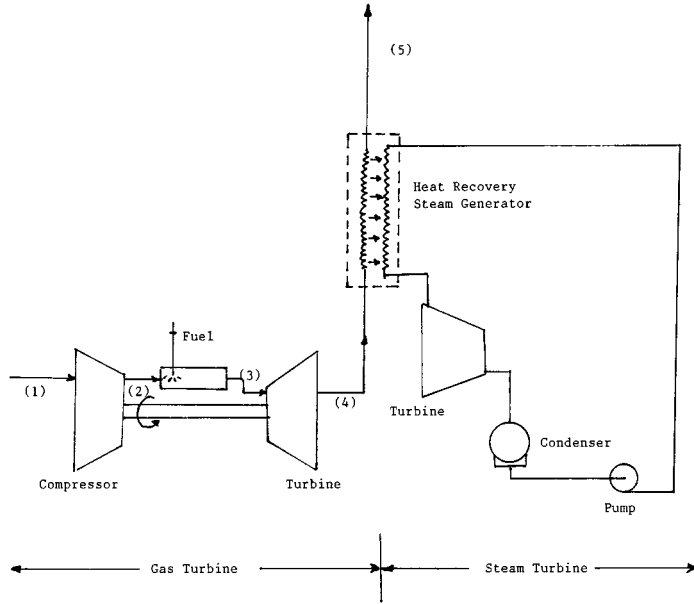 (5)
Heat Recovery
Steam Generator
Fuel
(1)
(2)
(3)
(4)
Turbine
Compressor
Turbine
Condenser
Pump
Gas Turbine
Steam Turbine